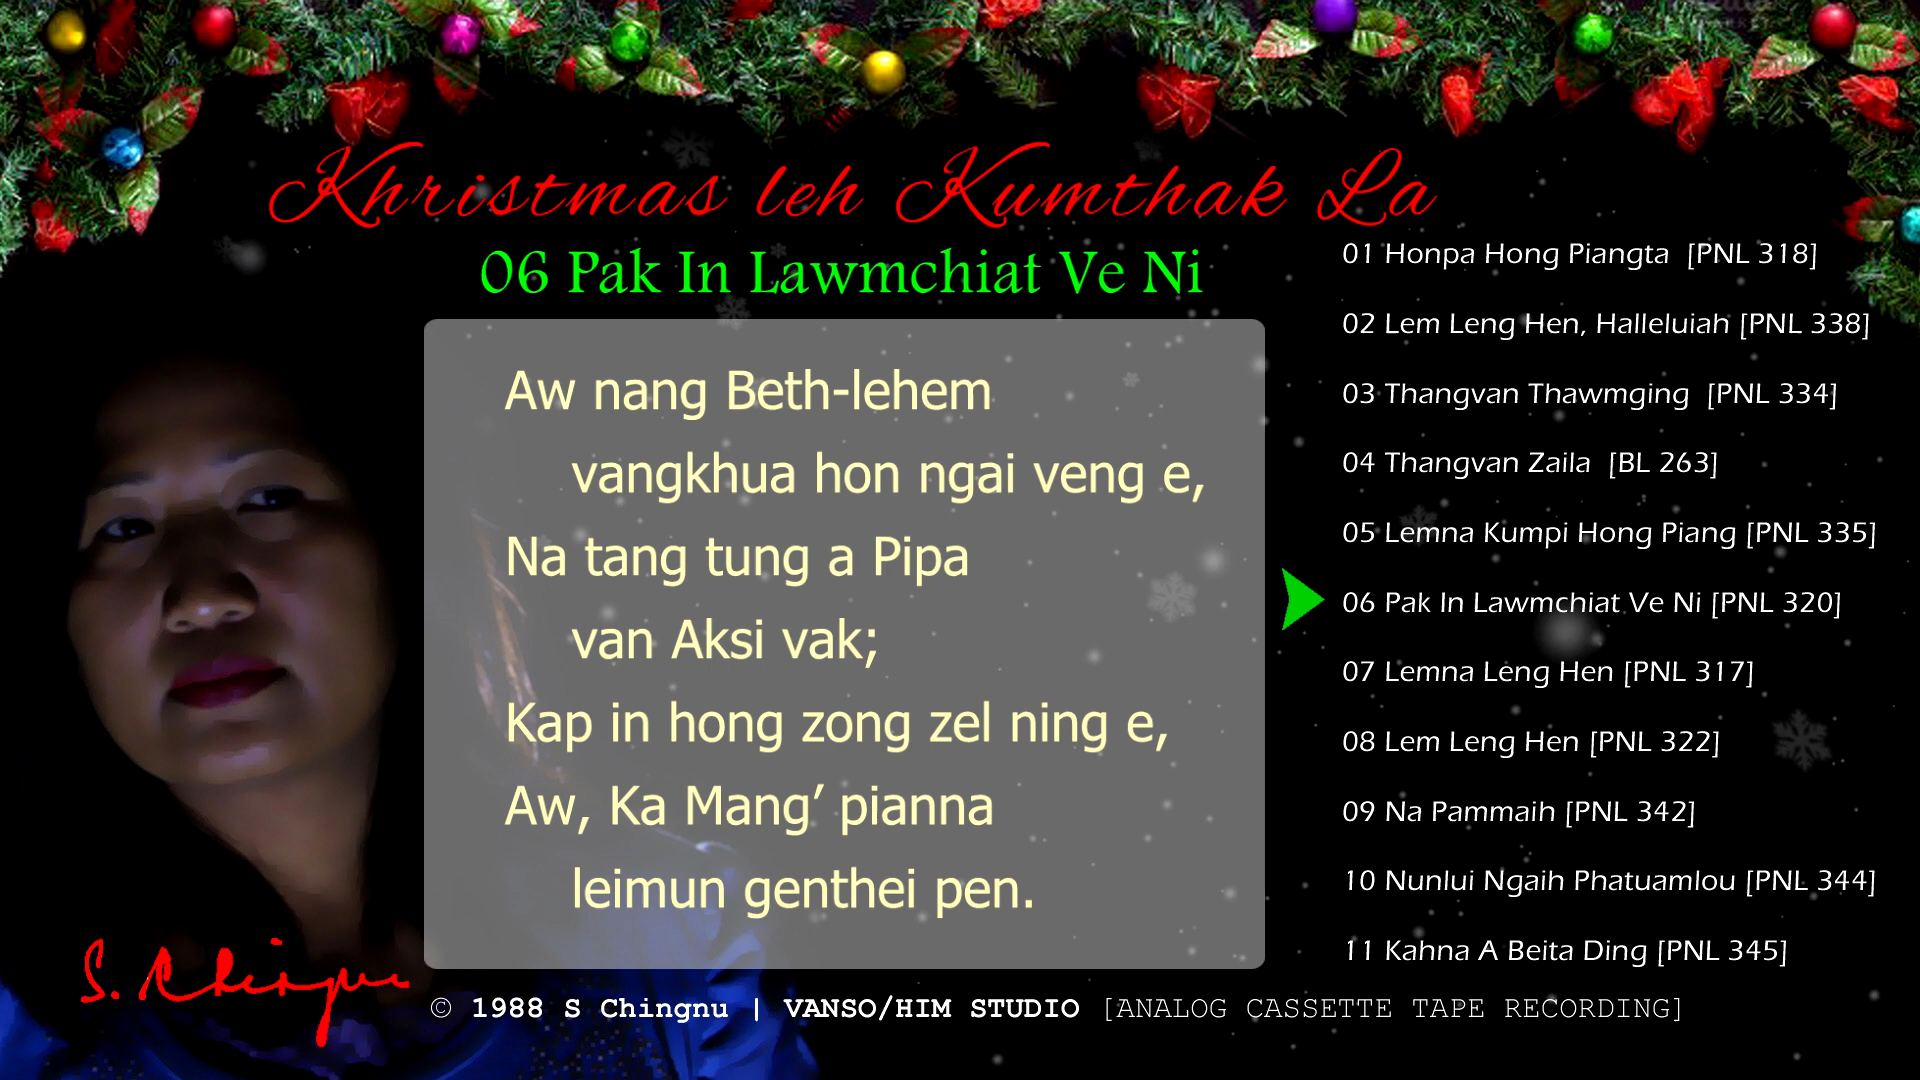 Khristmas leh Kumthak La
06 Pak In Lawmchiat Ve Ni
Aw nang Beth-lehem
vangkhua hon ngai veng e,
Na tang tung a Pipa
van Aksi vak;
Kap in hong zong zel ning e,
Aw, Ka Mang’ pianna
leimun genthei pen.
01 Honpa Hong Piangta [PNL 318]
02 Lem Leng Hen, Halleluiah [PNL 338]
03 Thangvan Thawmging [PNL 334]
04 Thangvan Zaila [BL 263]
05 Lemna Kumpi Hong Piang [PNL 335]
06 Pak In Lawmchiat Ve Ni [PNL 320]
07 Lemna Leng Hen [PNL 317]
08 Lem Leng Hen [PNL 322]
09 Na Pammaih [PNL 342]
10 Nunlui Ngaih Phatuamlou [PNL 344]
11 Kahna A Beita Ding [PNL 345]
S. Chingnu
© 1988 S Chingnu | VANSO/HIM STUDIO [ANALOG CASSETTE TAPE RECORDING]